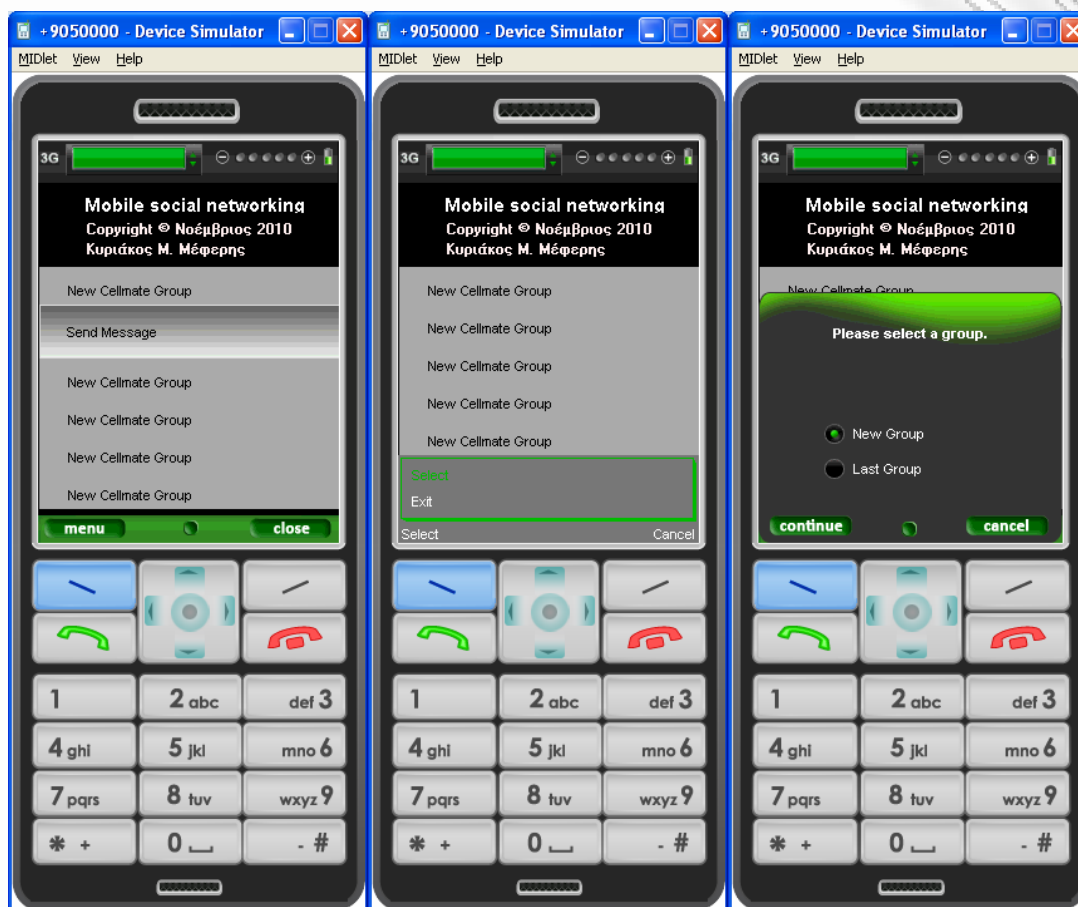 +9050000 - Device Simulator
MIDlet View Help
3G
Mobile social networking
Copyright © Νοέμβριος 2010
Κυριάκος Μ. Μέφερης
New Cellmate Group
Send Message
New Cellmate Group
New Cellmate Group
New Cellmate Group
New Cellmate Group
menu close
1 2 abc def 3
4 ghi 5 jkl mno 6
7 pqrs 8 tuv wxyz 9
* + 0 - #
+9050000 - Device Simulator
MIDlet View Help
3G
Mobile social networking
Copyright © Νοέμβριος 2010
Κυριάκος Μ. Μέφερης
New Cellmate Group
New Cellmate Group
New Cellmate Group
New Cellmate Group
New Cellmate Group
Select
Exit
Select Cancel
1 2 abc def 3
4 ghi 5 jkl mno 6
7 pqrs 8 tuv wxyz 9
* + 0 - #
+9050000 - Device Simulator
MIDlet View Help
3G
Mobile social networking
Copyright © Νοέμβριος 2010
Κυριάκος Μ. Μέφερης
New Cellmate Group
Please select a group.
New Group
Last Group
continue cancel
1 2 abc def 3
4 ghi 5 jkl mno 6
7 pqrs 8 tuv wxyz 9
* + 0 - #